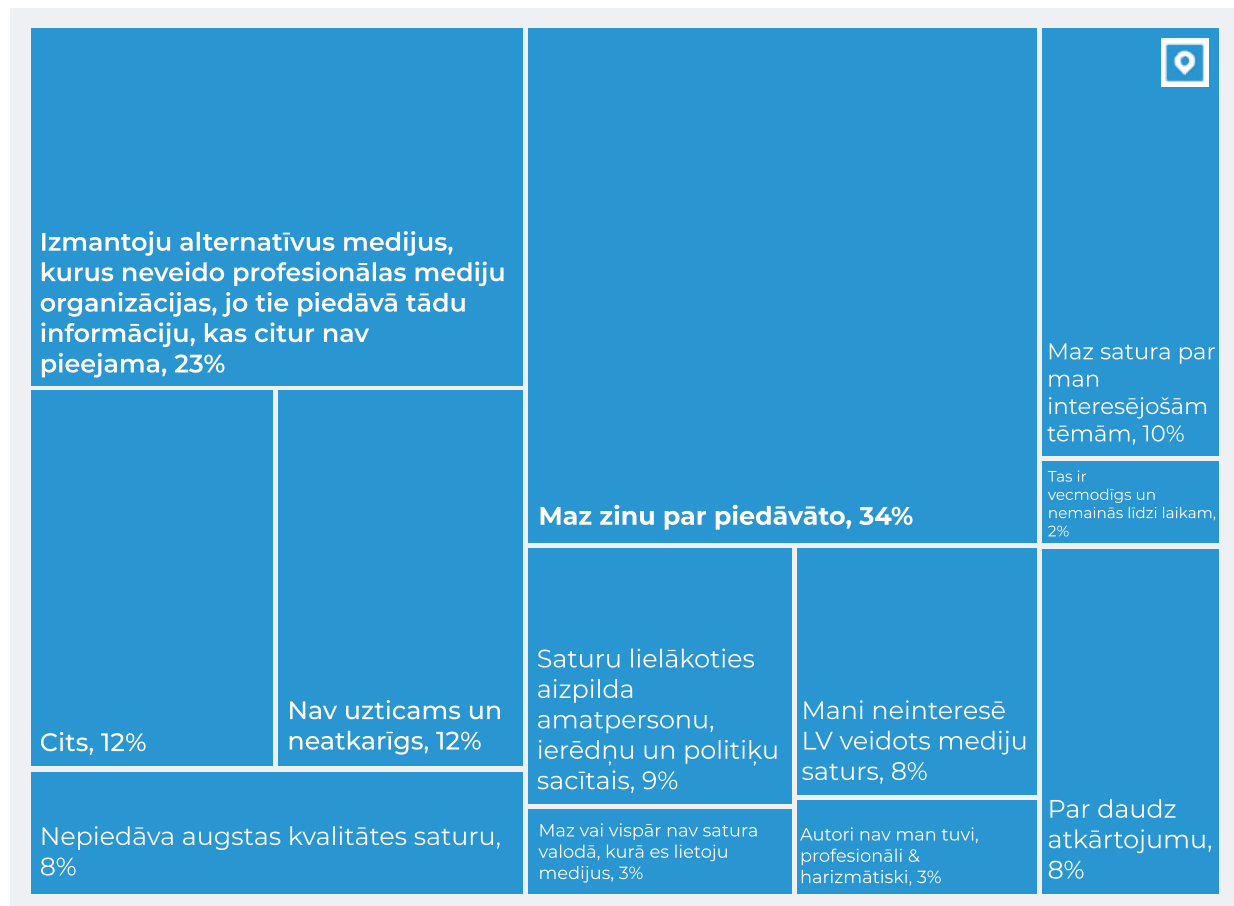 Izmantoju alternatīvus medijus,
kurus neveido profesionālas mediju
organizācijas, jo tie piedāvā tādu
informāciju, kas citur nav
pieejama, 23%
Maz zinu par piedāvāto, 34%
Maz satura par
man
interesējošām
tēmām, 10%
Tas ir
vecmodīgs un
nemainās līdzi laikam,
2%
Cits, 12%
Nav uzticams un
neatkarīgs, 12%
Saturu lielākoties
aizpilda
amatpersonu,
ierēdņu un politiķu
sacītais, 9%
Mani neinteresē
LV veidots mediju
saturs, 8%
Par daudz
atkārtojumu,
8%
Nepiedāva augstas kvalitātes saturu,
8%
Maz vai vispār nav satura
valodā, kurā es lietoju
medijus, 3%
Autori nav man tuvi,
profesionāli &
harizmātiski, 3%